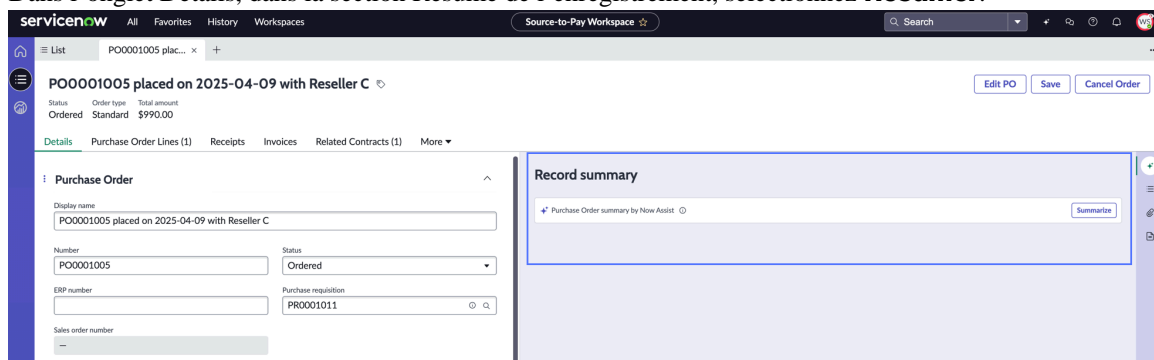 Dans l'onglet Détails, dans la section Résumé de l'enregistrement, sélectionnez Résumer.
servicenow All Favorites History Workspaces Source-to-Pay Workspace Search
List PO0001005 plac... × +
PO0001005 placed on 2025-04-09 with Reseller C Edit PO Save Cancel Order
Status Order type Total amount
Ordered Standard $990.00
Details Purchase Order Lines (1) Receipts Invoices Related Contracts (1) More
Purchase Order
Record summary
Display name
PO0001005 placed on 2025-04-09 with Reseller C
Purchase Order summary by Now Assist Summarize
Number Status
PO0001005 Ordered
ERP number Purchase requisition
PR0001011
Sales order number
—